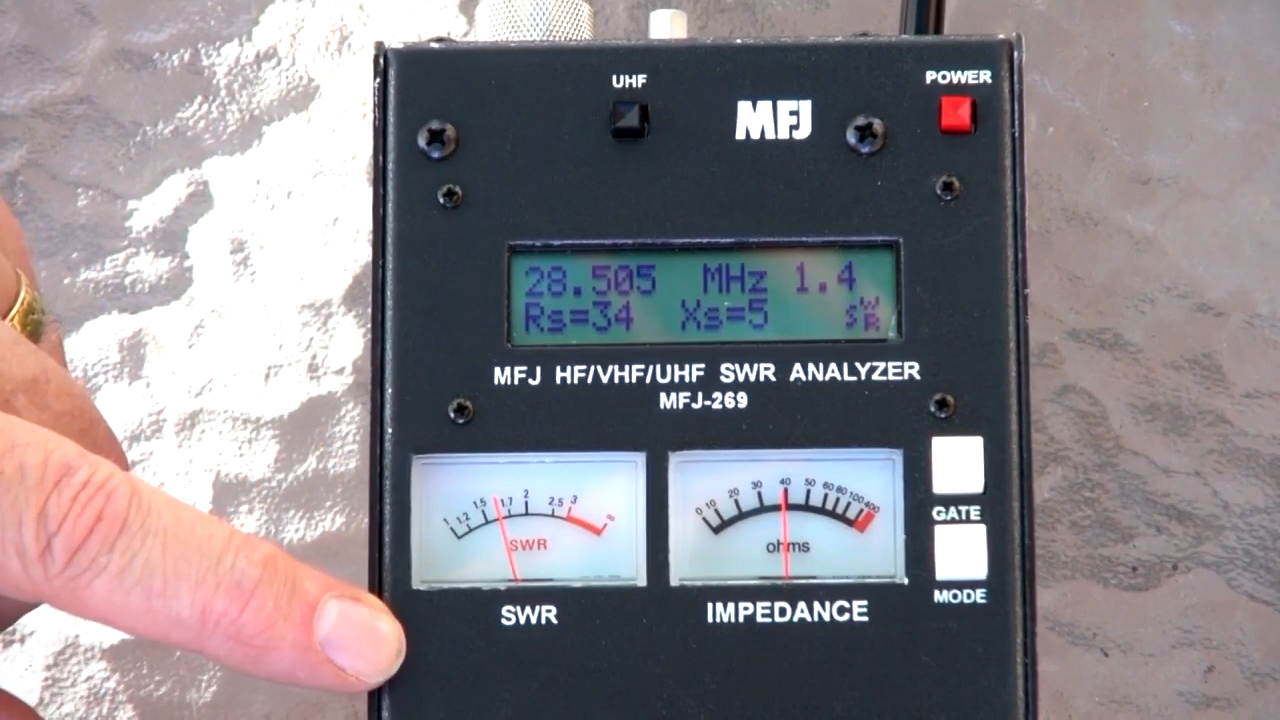 UHF
MFJ
POWER
28.505 MHz 1.4
Rs=34 Xs=5 SWR
MFJ HF/VHF/UHF SWR ANALYZER
MFJ-269
1 1.2 1.5 1.7 2 2.5 3 ∞
SWR
0 10 20 30 40 50 60 80 100 400
ohms
GATE
SWR
IMPEDANCE
MODE